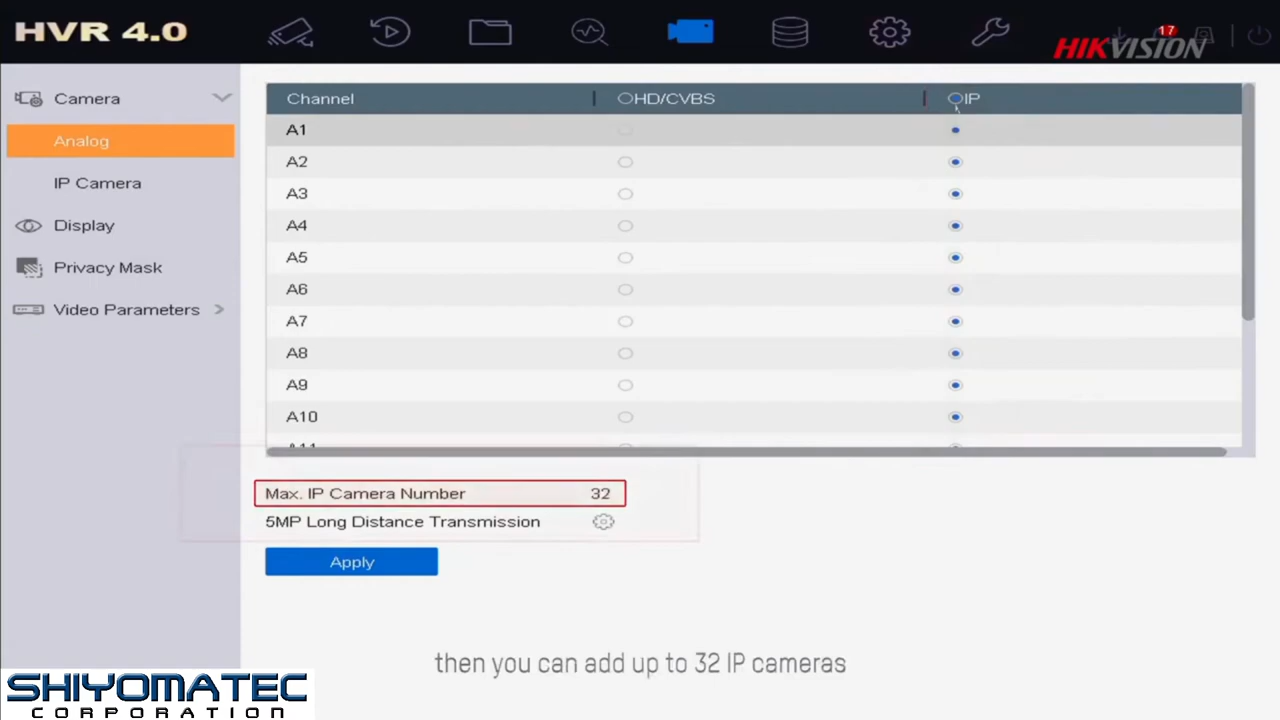 HVR 4.0
17
HIKVISION
Camera
Analog
IP Camera
Display
Privacy Mask
Video Parameters
Channel HD/CVBS IP
A1
A2
A3
A4
A5
A6
A7
A8
A9
A10
A11
Max. IP Camera Number 32
5MP Long Distance Transmission
Apply
then you can add up to 32 IP cameras
SHIYOMATEC
CORPORATION